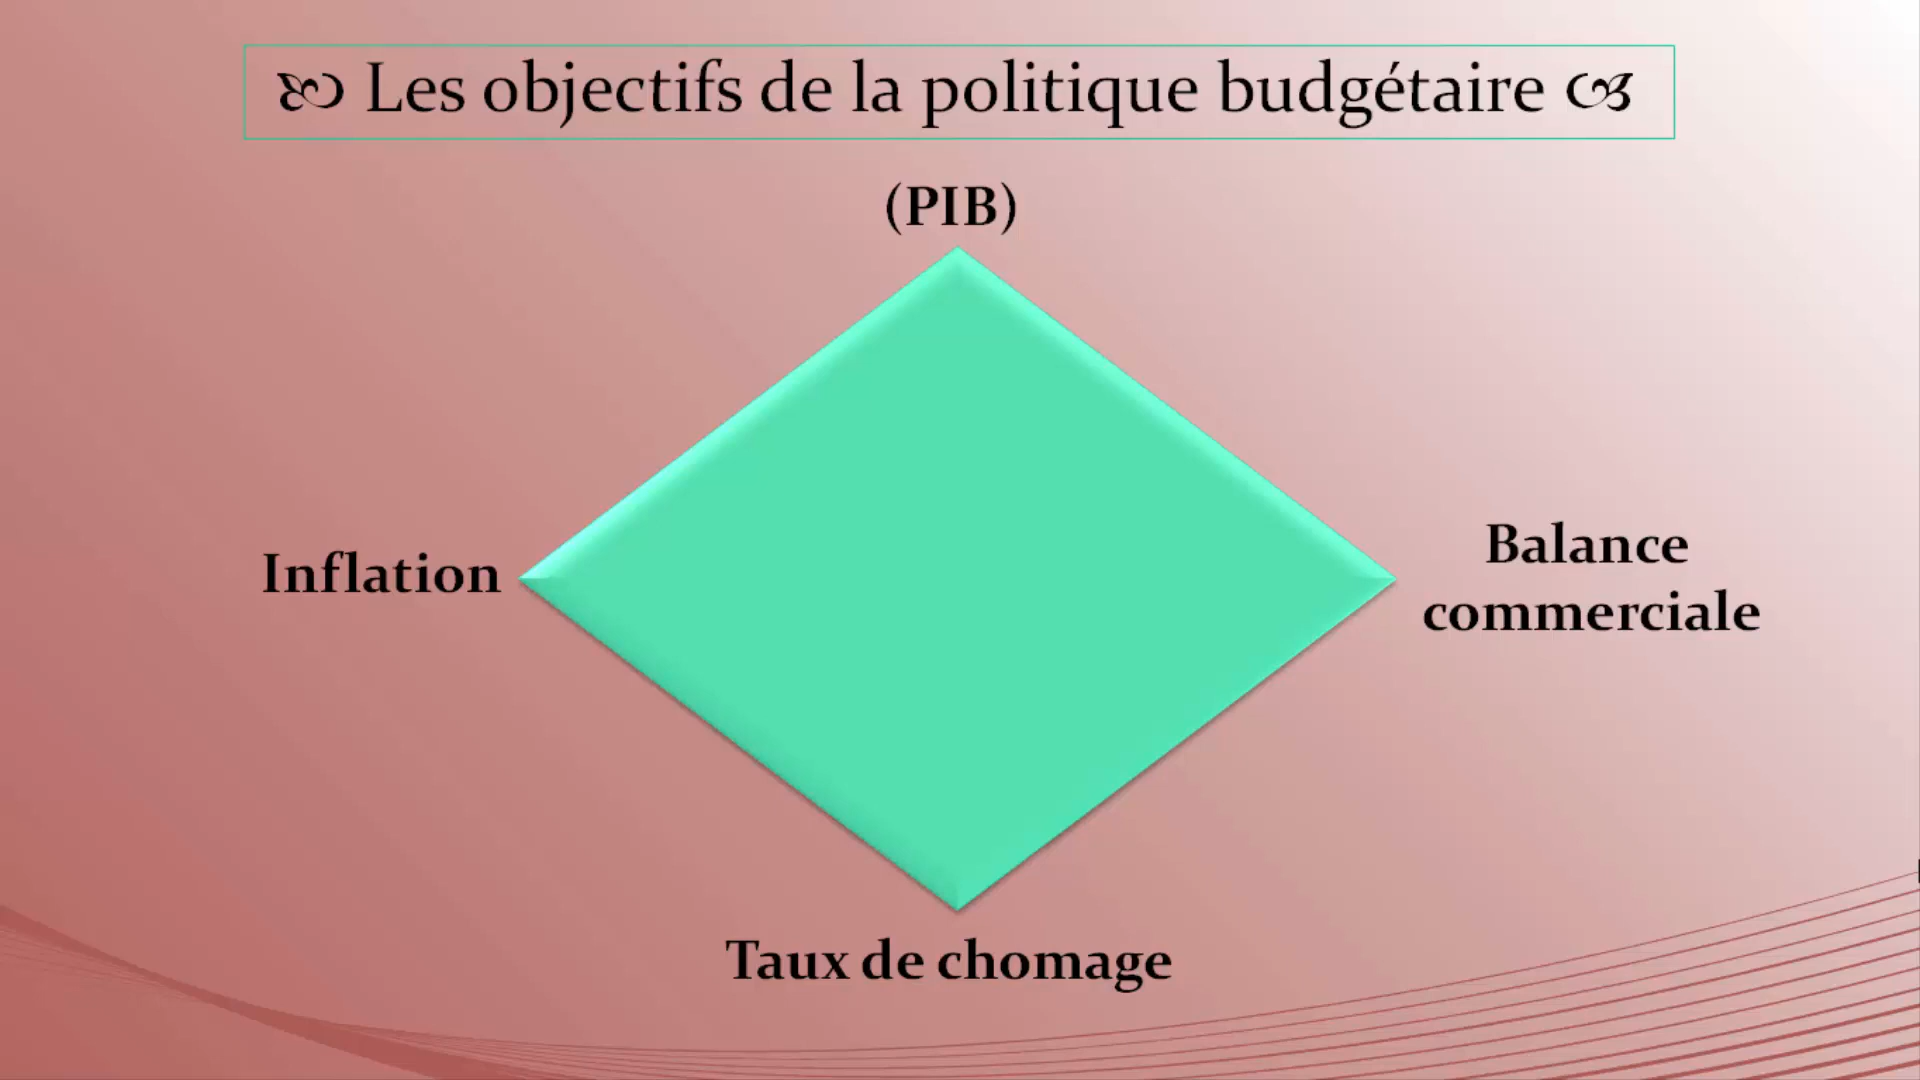 Les objectifs de la politique budgétaire
(PIB)
Inflation
Balance
commerciale
Taux de chomage